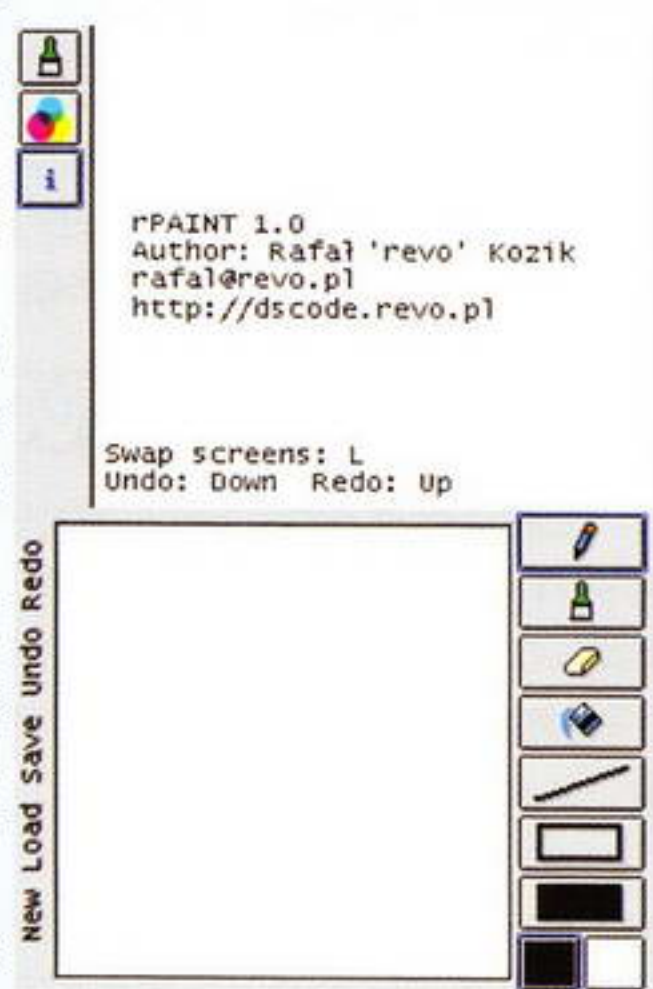 rPAINT 1.0
Author: Rafał 'revo' Kozik
rafal@revo.pl
http://dscode.revo.pl
Swap screens: L
Undo: Down Redo: Up
New Load Save Undo Redo